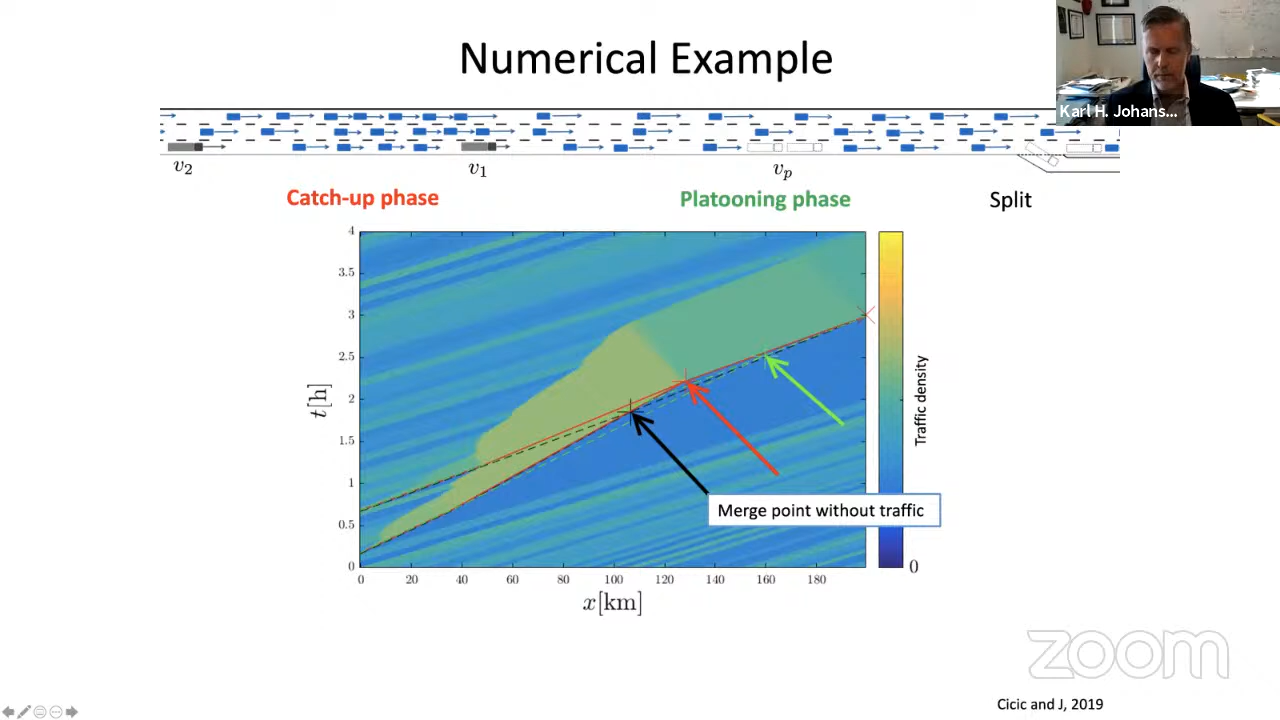 Numerical Example
Karl H. Johans...
v2
v1
vp
Catch-up phase
Platooning phase
Split
4
3.5
3
2.5
2
1.5
1
0.5
0
t[h]
0 20 40 60 80 100 120 140 160 180
x[km]
Merge point without traffic
Traffic density
0
zoom
Cicic and J, 2019